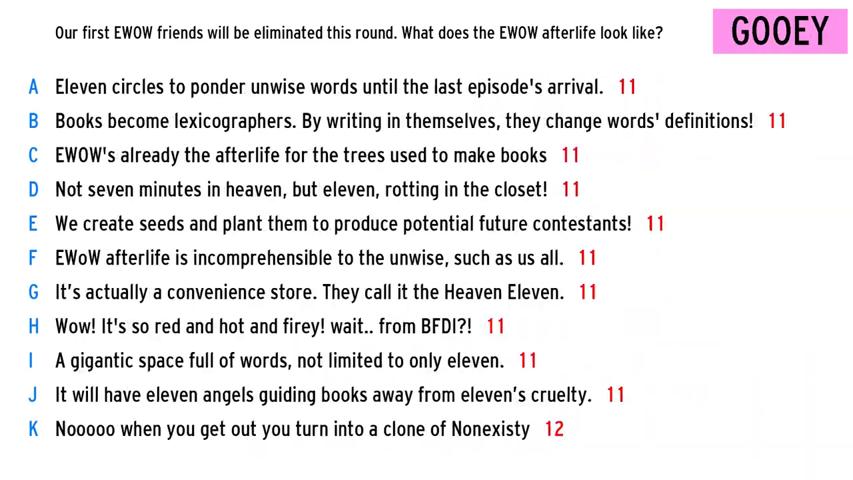 Our first EWOW friends will be eliminated this round. What does the EWOW afterlife look like?
GOOEY
A Eleven circles to ponder unwise words until the last episode's arrival. 11
B Books become lexicographers. By writing in themselves, they change words' definitions! 11
C EWOW's already the afterlife for the trees used to make books 11
D Not seven minutes in heaven, but eleven, rotting in the closet! 11
E We create seeds and plant them to produce potential future contestants! 11
F EWoW afterlife is incomprehensible to the unwise, such as us all. 11
G It's actually a convenience store. They call it the Heaven Eleven. 11
H Wow! It's so red and hot and firey! wait.. from BFDI?! 11
I A gigantic space full of words, not limited to only eleven. 11
J It will have eleven angels guiding books away from eleven's cruelty. 11
K Nooooo when you get out you turn into a clone of Nonexisty 12